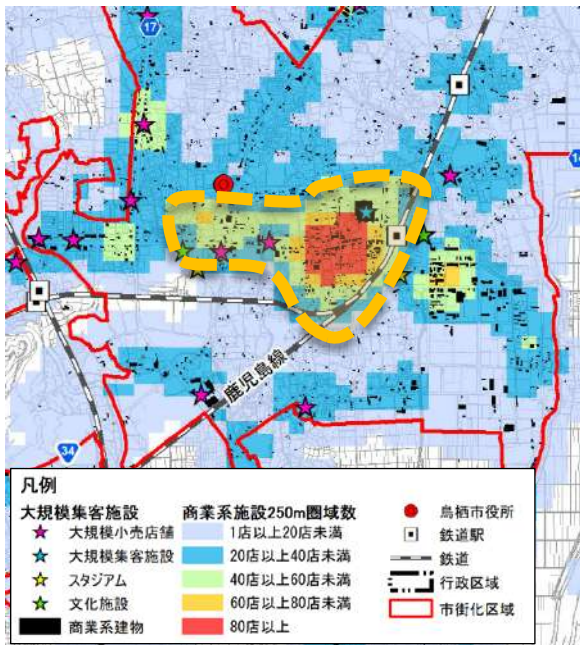 17
鹿児島線
34
凡例
大規模集客施設
大規模小売店舗
大規模集客施設
スタジアム
文化施設
商業系建物
商業系施設250m圏域数
1店以上20店未満
20店以上40店未満
40店以上60店未満
60店以上80店未満
80店以上
鳥栖市役所
鉄道駅
鉄道
行政区域
市街化区域